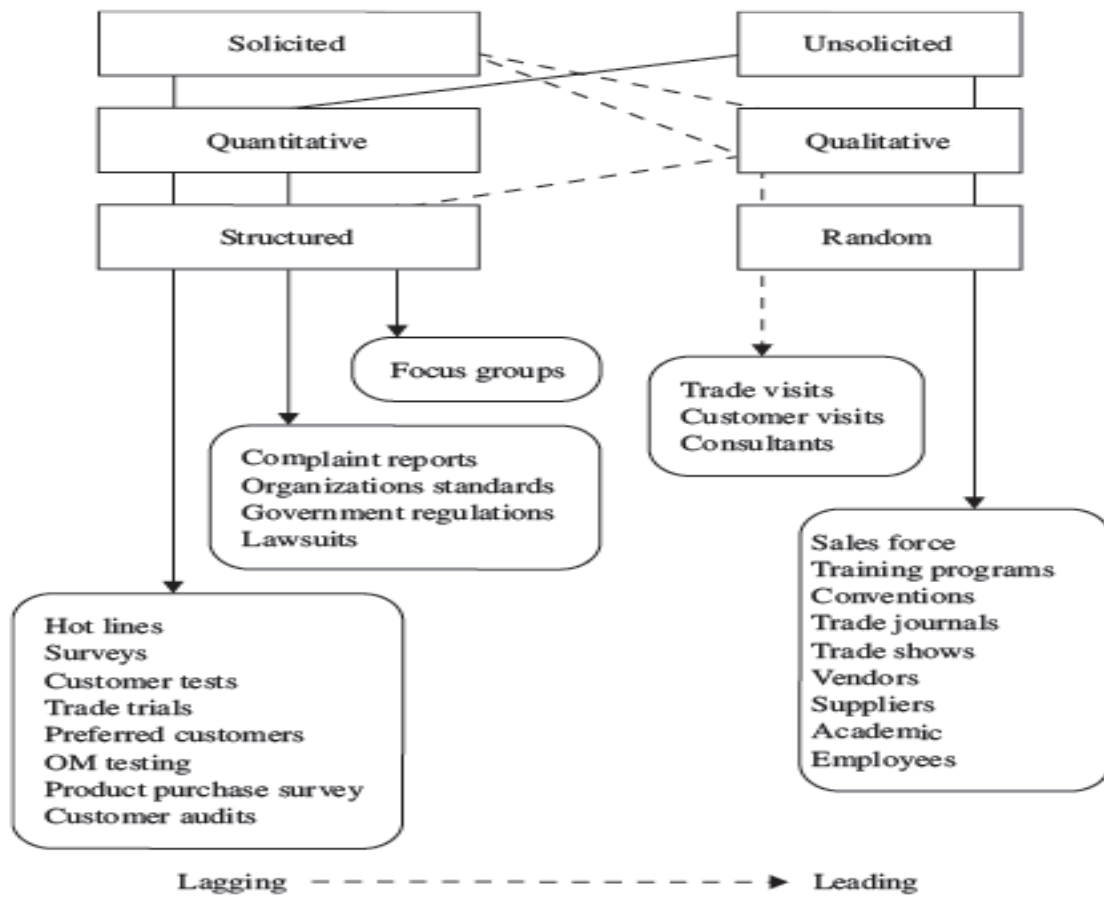 Solicited
Unsolicited
Quantitative
Qualitative
Structured
Random
Focus groups
Trade visits
Customer visits
Consultants
Complaint reports
Organizations standards
Government regulations
Lawsuits
Sales force
Training programs
Conventions
Trade journals
Trade shows
Vendors
Suppliers
Academic
Employees
Hot lines
Surveys
Customer tests
Trade trials
Preferred customers
OM testing
Product purchase survey
Customer audits
Lagging
Leading